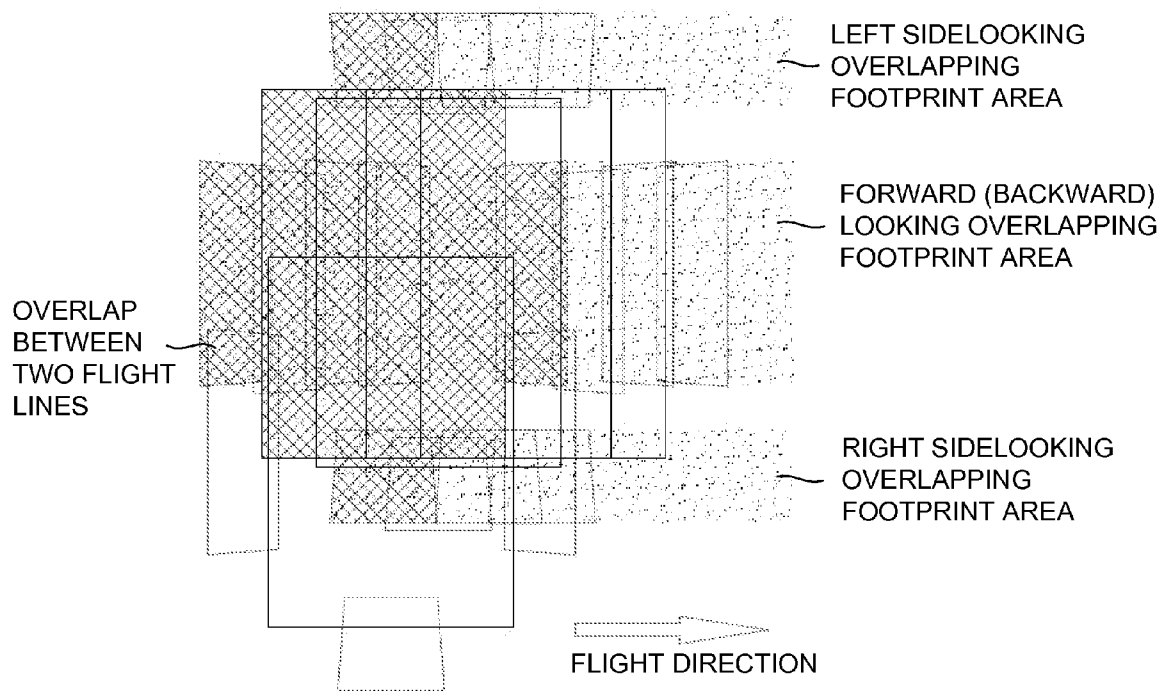 LEFT SIDELOOKING
OVERLAPPING
FOOTPRINT AREA
FORWARD (BACKWARD)
LOOKING OVERLAPPING
FOOTPRINT AREA
OVERLAP
BETWEEN
TWO FLIGHT
LINES
RIGHT SIDELOOKING
OVERLAPPING
FOOTPRINT AREA
FLIGHT DIRECTION